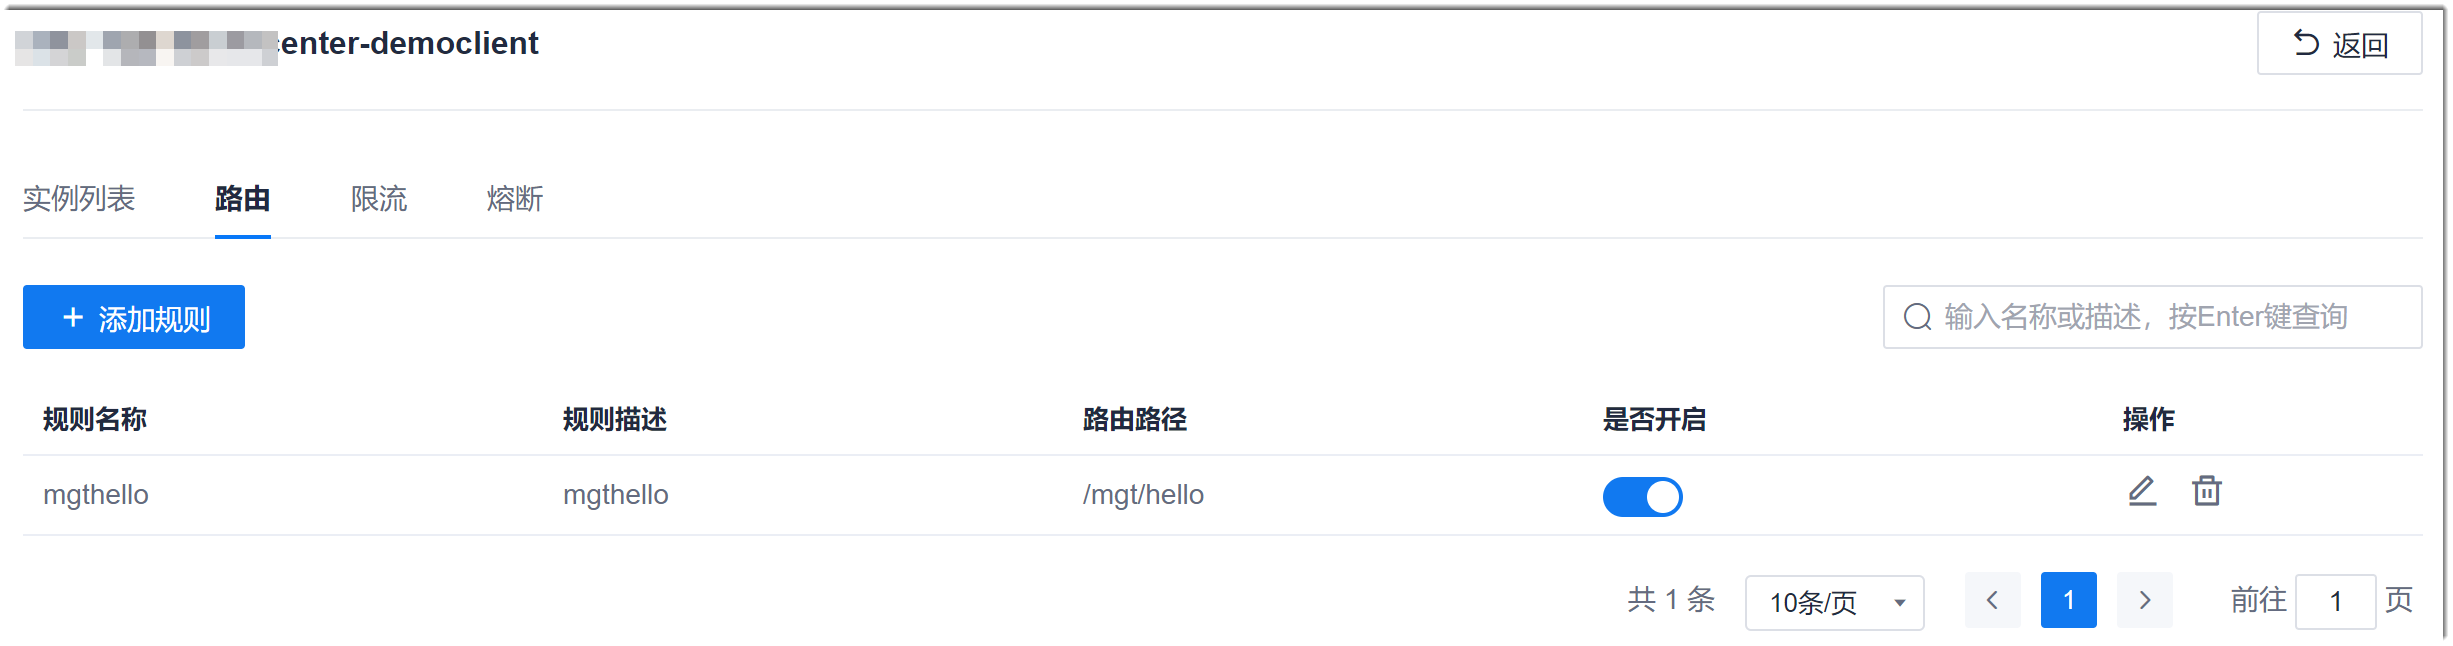 enter-democlient
返回
实例列表 路由 限流 熔断
+ 添加规则
输入名称或描述，按Enter键查询
规则名称 规则描述 路由路径 是否开启 操作
mgthello mgthello /mgt/hello
共 1 条 10条/页 1 前往 1 页